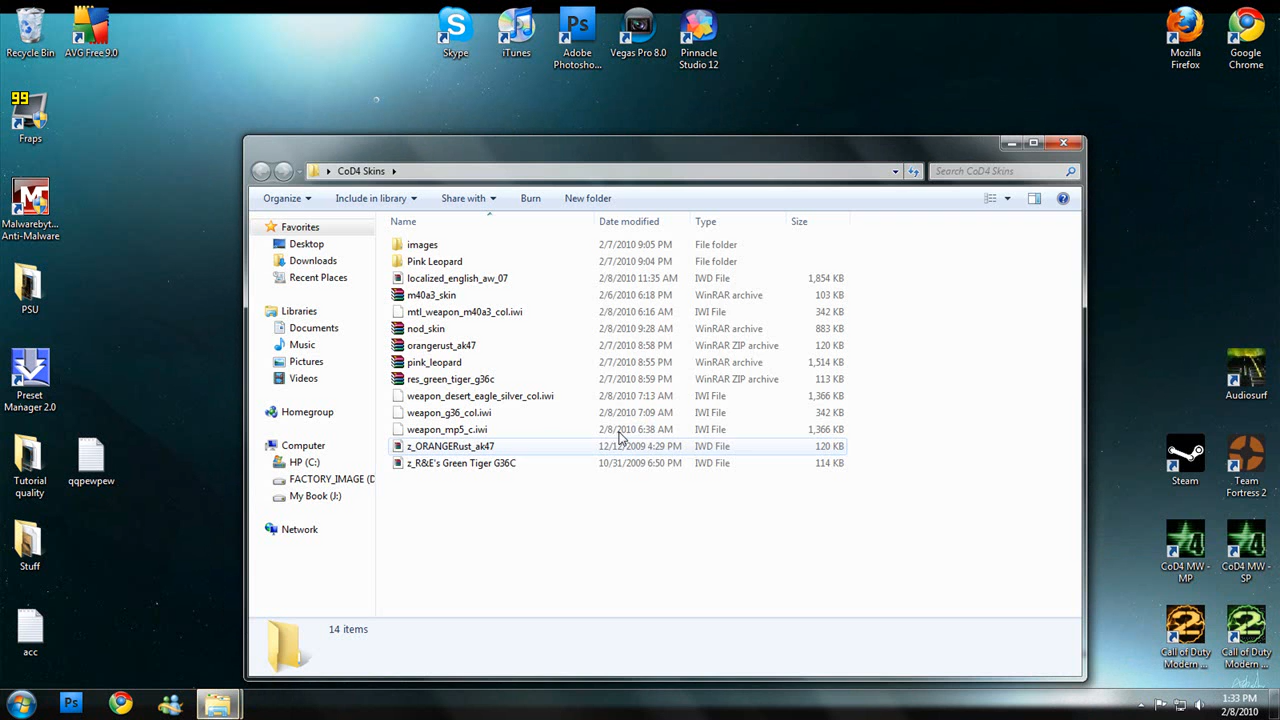 Recycle Bin
AVG Free 9.0
Skype
iTunes
Adobe Photosho...
Vegas Pro 8.0
Pinnacle Studio 12
Mozilla Firefox
Google Chrome
99
Fraps
Malwarebyt... Anti-Malware
PSU
Preset Manager 2.0
Tutorial quality
qqpewpew
Stuff
acc
CoD4 Skins
Search CoD4 Skins
Organize
Include in library
Share with
Burn
New folder
Favorites
Desktop
Downloads
Recent Places
Libraries
Documents
Music
Pictures
Videos
Homegroup
Computer
HP (C:)
FACTORY_IMAGE (D
My Book (J:)
Network
Name Date modified Type Size
images 2/7/2010 9:05 PM File folder
Pink Leopard 2/7/2010 9:04 PM File folder
localized_english_aw_07 2/8/2010 11:35 AM IWD File 1,854 KB
m40a3_skin 2/6/2010 6:18 PM WinRAR archive 103 KB
mtl_weapon_m40a3_col.iwi 2/8/2010 6:16 AM IWI File 342 KB
nod_skin 2/8/2010 9:28 AM WinRAR archive 883 KB
orangerust_ak47 2/7/2010 8:58 PM WinRAR ZIP archive 120 KB
pink_leopard 2/7/2010 8:55 PM WinRAR archive 1,514 KB
res_green_tiger_g36c 2/7/2010 8:59 PM WinRAR ZIP archive 113 KB
weapon_desert_eagle_silver_col.iwi 2/8/2010 7:13 AM IWI File 1,366 KB
weapon_g36_col.iwi 2/8/2010 7:09 AM IWI File 342 KB
weapon_mp5_c.iwi 2/8/2010 6:38 AM IWI File 1,366 KB
z_ORANGERust_ak47 12/12/2009 4:29 PM IWD File 120 KB
z_R&E's Green Tiger G36C 10/31/2009 6:50 PM IWD File 114 KB
14 items
Audiosurf
Steam
Team Fortress 2
CoD4 MW - MP
CoD4 MW - SP
Call of Duty Modern ...
Call of Duty Modern ...
Ps
1:33 PM
2/8/2010